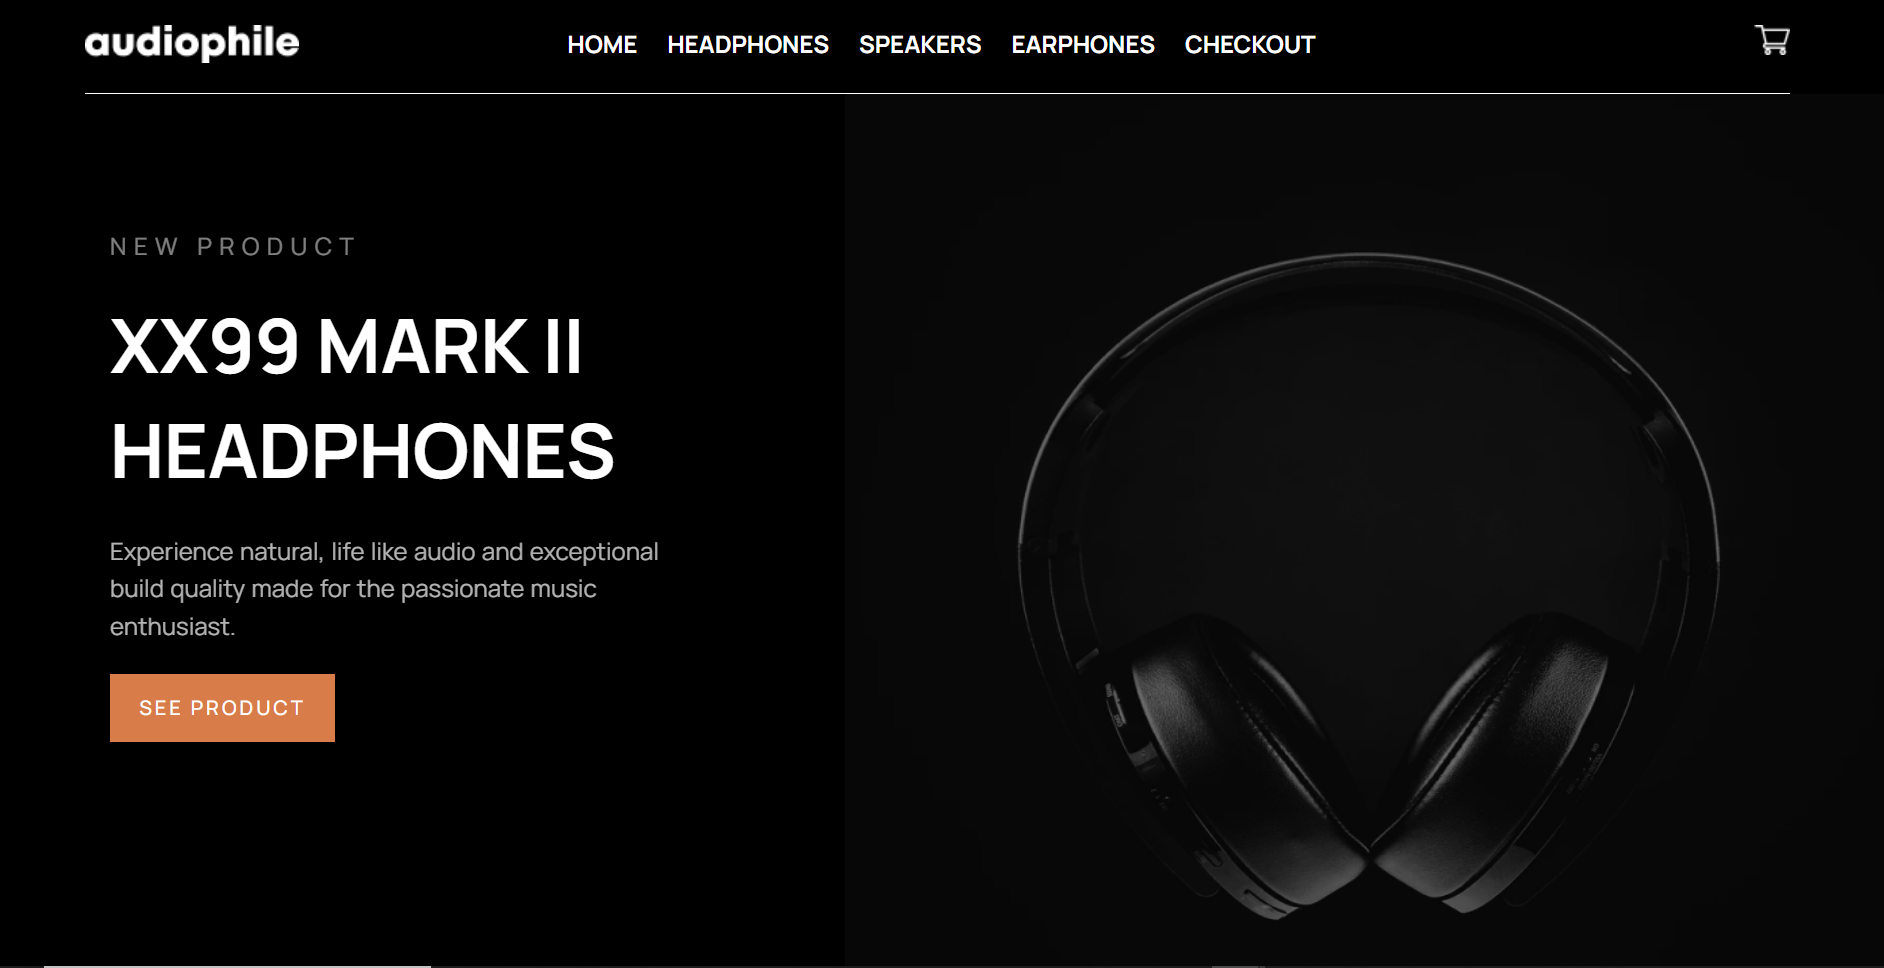 audiophile
HOME HEADPHONES SPEAKERS EARPHONES CHECKOUT
NEW PRODUCT
XX99 MARK II
HEADPHONES
Experience natural, life like audio and exceptional
build quality made for the passionate music
enthusiast.
SEE PRODUCT